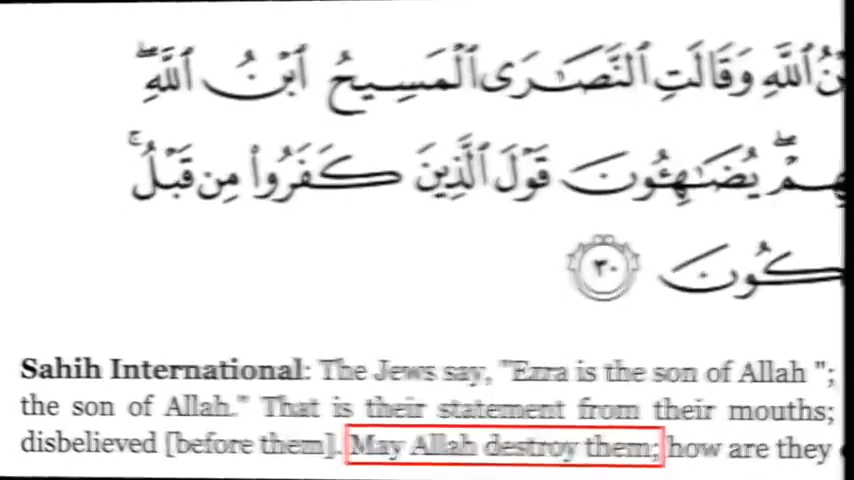 ٱللَّهِ وَقَالَتِ ٱلنَّصَـٰرَى ٱلْمَسِيحُ ٱبْنُ ٱللَّهِ ۖ
يُضَـٰهِـُٔونَ قَوْلَ ٱلَّذِينَ كَفَرُوا۟ مِن قَبْلُ ۚ
٣٠
Sahih International: The Jews say, "Ezra is the son of Allah ";
the son of Allah." That is their statement from their mouths;
disbelieved [before them]. May Allah destroy them; how are they